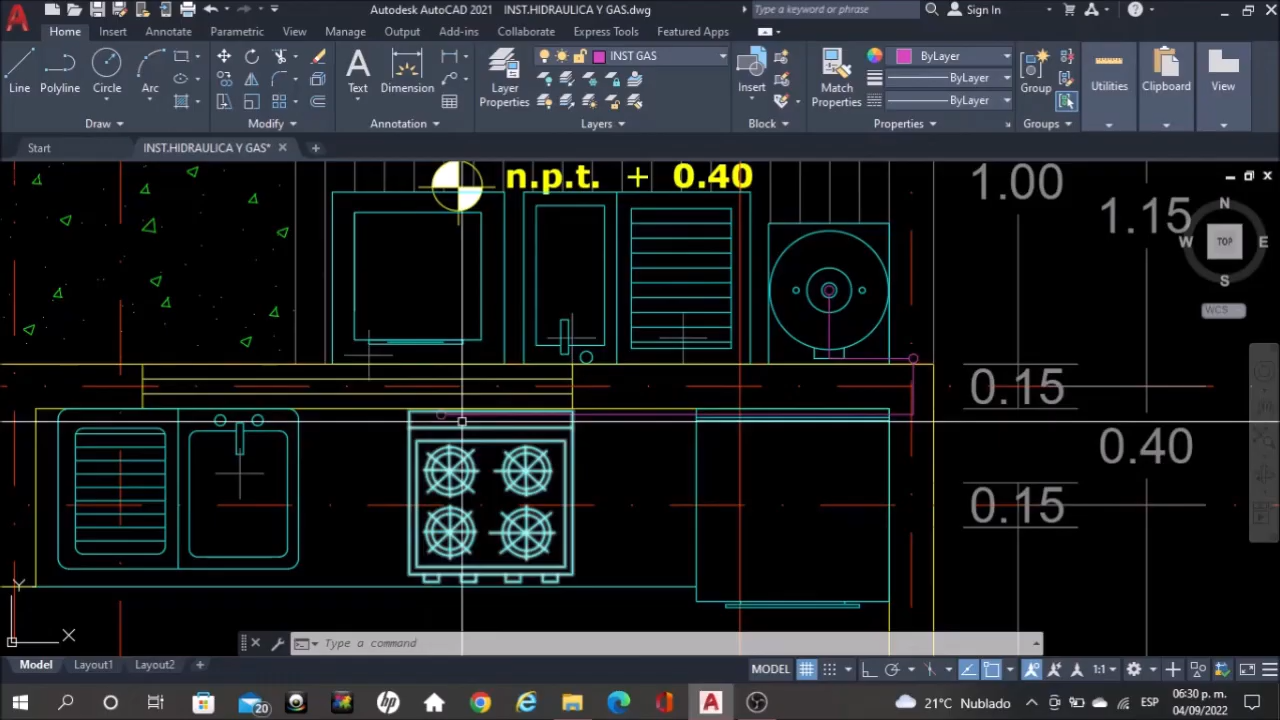 Autodesk AutoCAD 2021 INST.HIDRAULICA Y GAS.dwg
Type a keyword or phrase
Sign In
Home Insert Annotate Parametric View Manage Output Add-ins Collaborate Express Tools Featured Apps
INST GAS
ByLayer
ByLayer
ByLayer
Line Polyline Circle Arc
Text Dimension
Layer Properties
Insert
Match Properties
Group
Utilities
Clipboard
View
Draw
Modify
Annotation
Layers
Block
Properties
Groups
Start
INST.HIDRAULICA Y GAS*
n.p.t. + 0.40
1.00
1.15
N
W TOP E
S
WCS
0.15
0.40
0.15
Y
X
Type a command
Model Layout1 Layout2
MODEL
1:1
20
21°C Nublado
ESP
06:30 p. m.
04/09/2022